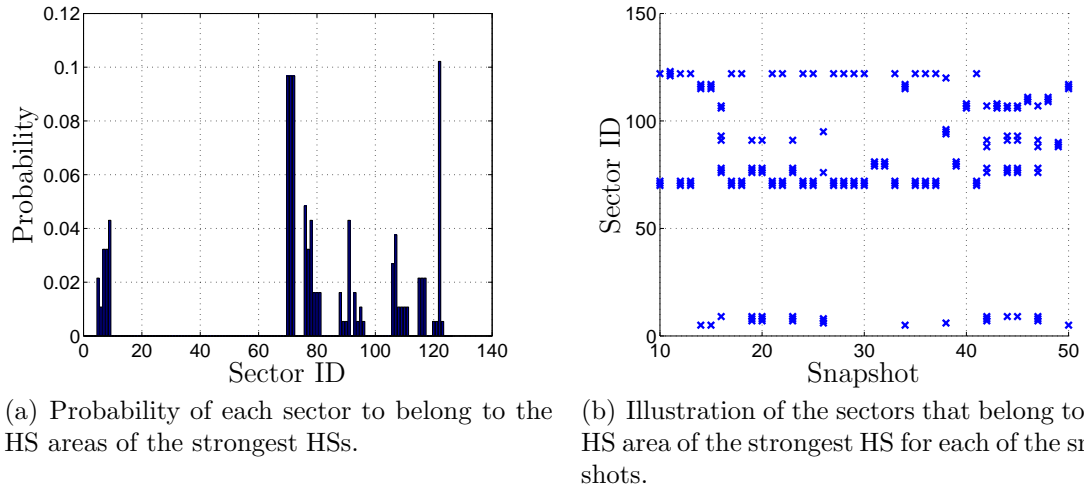 0.12
0.1
0.08
0.06
0.04
0.02
0
Probability
0 20 40 60 80 100 120 140
Sector ID
(a) Probability of each sector to belong to the
HS areas of the strongest HSs.
150
100
50
0
Sector ID
10 20 30 40 50
Snapshot
(b) Illustration of the sectors that belong to
HS area of the strongest HS for each of the sn
shots.